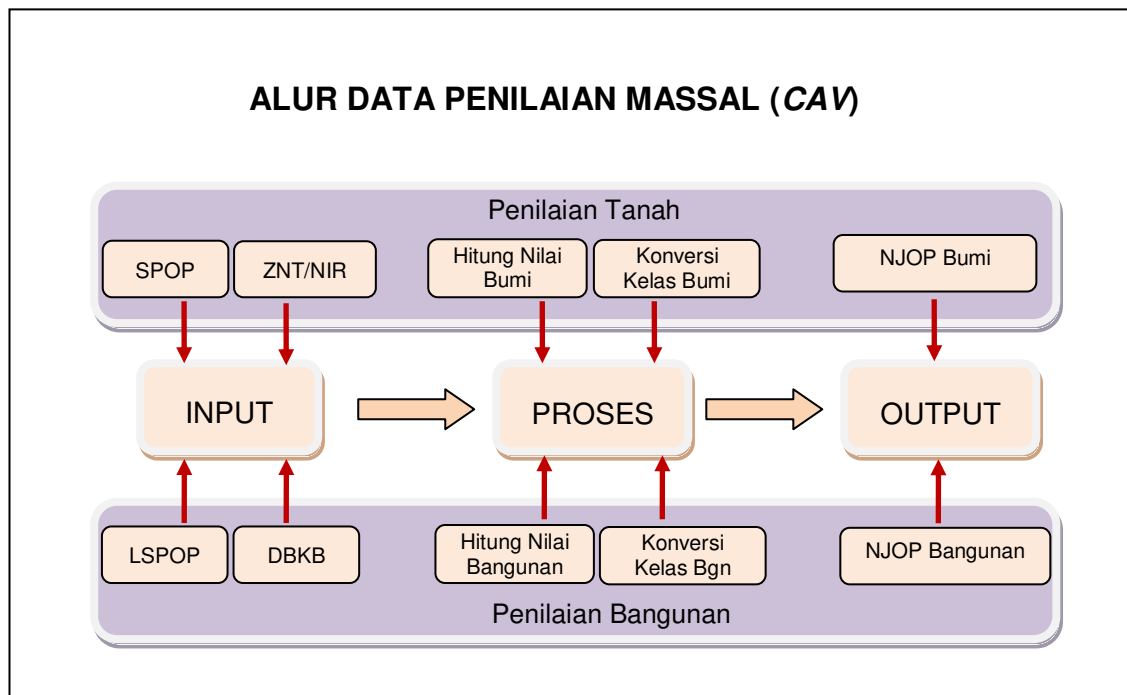 ALUR DATA PENILAIAN MASSAL (CAV)
Penilaian Tanah
SPOP
ZNT/NIR
Hitung Nilai
Bumi
Konversi
Kelas Bumi
NJOP Bumi
INPUT
PROSES
OUTPUT
LSPOP
DBKB
Hitung Nilai
Bangunan
Konversi
Kelas Bgn
NJOP Bangunan
Penilaian Bangunan